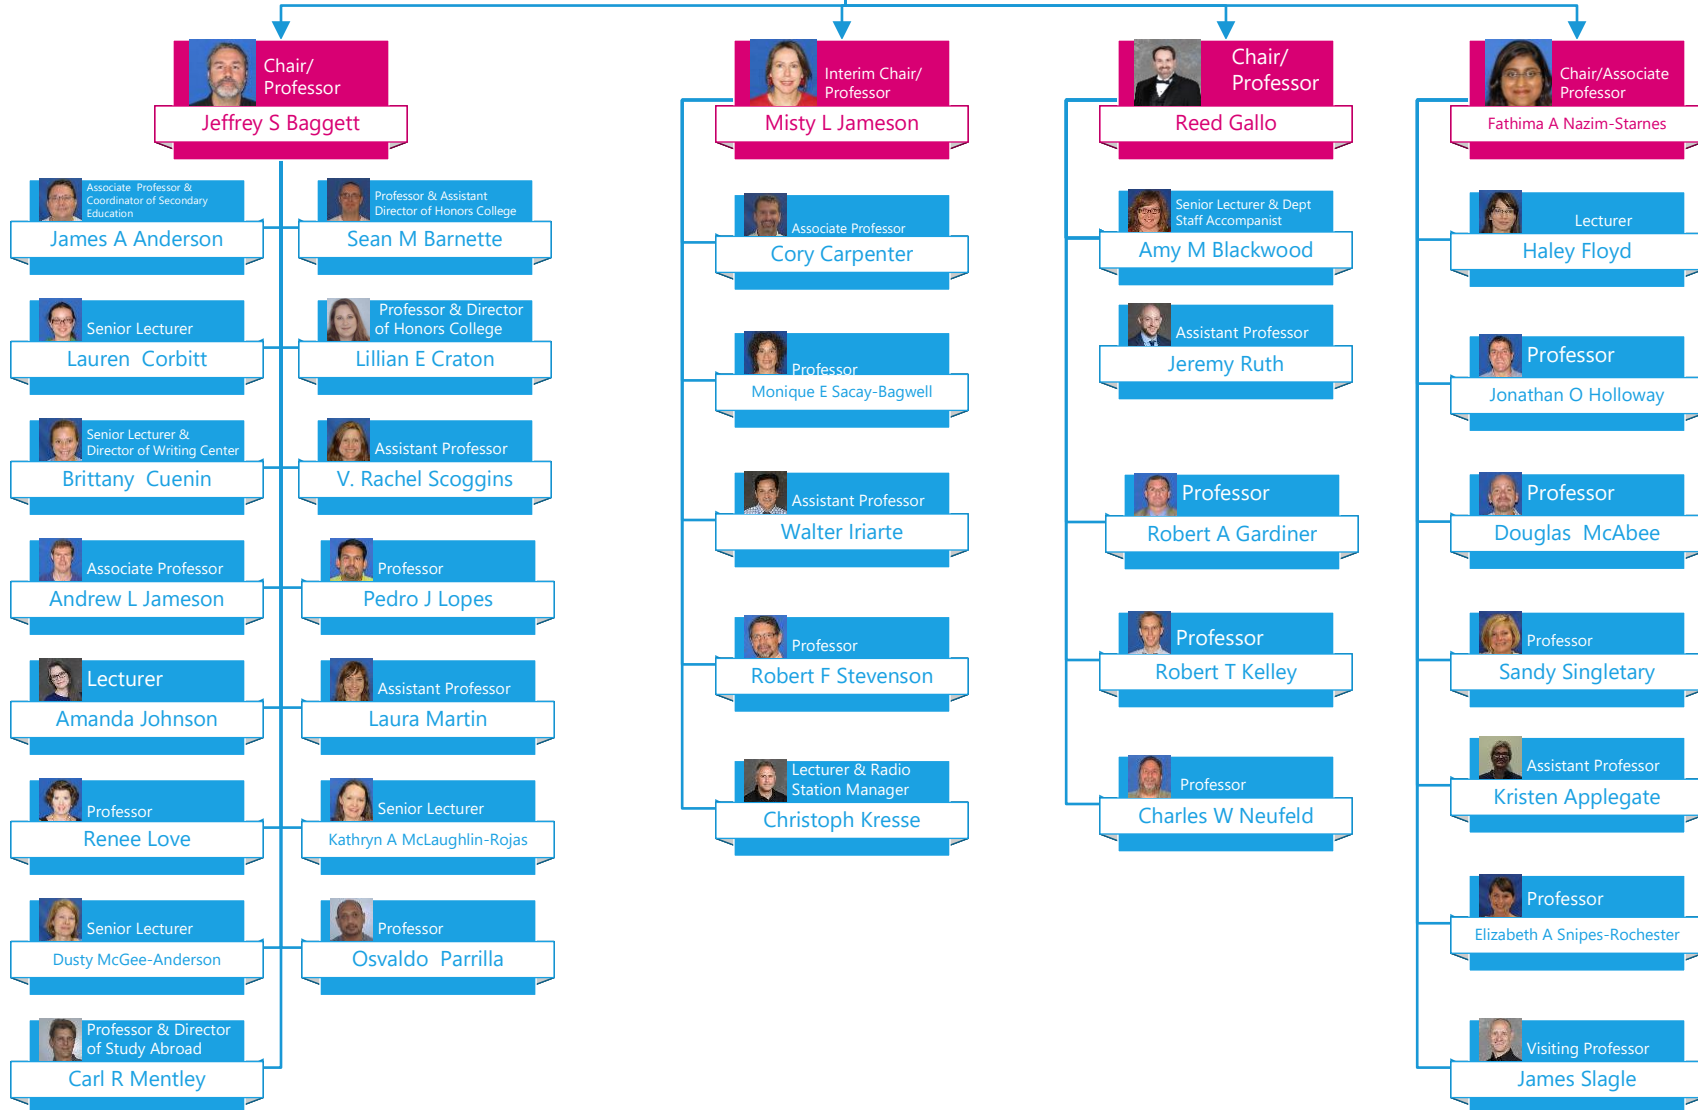 Chair/
Professor
Jeffrey S Baggett
Interim Chair/
Professor
Misty L Jameson
Chair/
Professor
Reed Gallo
Chair/Associate
Professor
Fathima A Nazim-Starnes
Associate Professor &
Coordinator of Secondary
Education
James A Anderson
Professor & Assistant
Director of Honors College
Sean M Barnette
Senior Lecturer
Lauren Corbitt
Professor & Director
of Honors College
Lillian E Craton
Senior Lecturer &
Director of Writing Center
Brittany Cuenin
Assistant Professor
V. Rachel Scoggins
Associate Professor
Andrew L Jameson
Professor
Pedro J Lopes
Lecturer
Amanda Johnson
Assistant Professor
Laura Martin
Professor
Renee Love
Senior Lecturer
Kathryn A McLaughlin-Rojas
Senior Lecturer
Dusty McGee-Anderson
Professor
Osvaldo Parrilla
Professor & Director
of Study Abroad
Carl R Mentley
Associate Professor
Cory Carpenter
Professor
Monique E Sacay-Bagwell
Assistant Professor
Walter Iriarte
Professor
Robert F Stevenson
Lecturer & Radio
Station Manager
Christoph Kresse
Senior Lecturer & Dept
Staff Accompanist
Amy M Blackwood
Assistant Professor
Jeremy Ruth
Professor
Robert A Gardiner
Professor
Robert T Kelley
Professor
Charles W Neufeld
Lecturer
Haley Floyd
Professor
Jonathan O Holloway
Professor
Douglas McAbee
Professor
Sandy Singletary
Assistant Professor
Kristen Applegate
Professor
Elizabeth A Snipes-Rochester
Visiting Professor
James Slagle